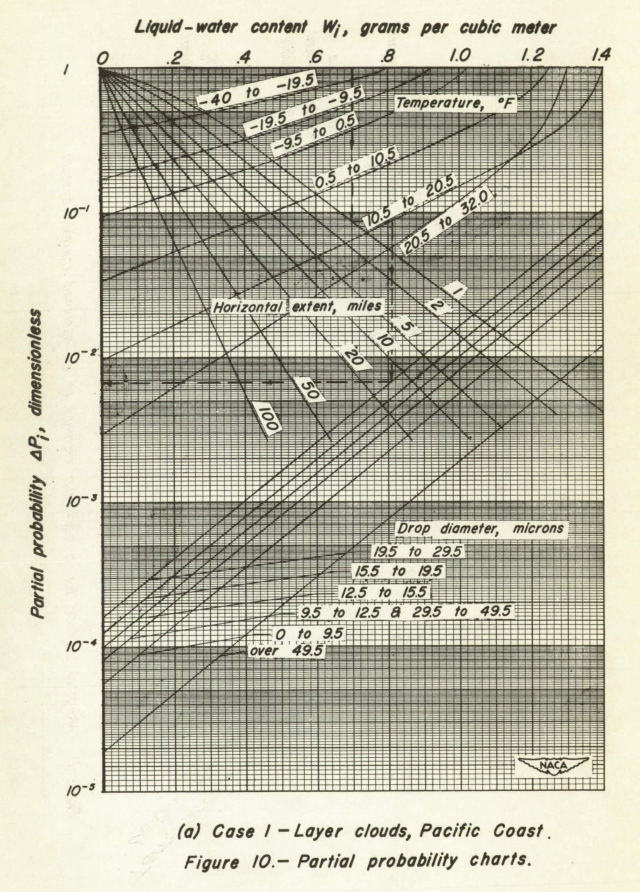 Liquid-water content Wi, grams per cubic meter
0 .2 .4 .6 .8 1.0 1.2 1.4
1
-40 to -19.5
-19.5 to -9.5
Temperature, °F
-9.5 to 0.5
0.5 to 10.5
10.5 to 20.5
20.5 to 32.0
10-1
Horizontal extent, miles
1
2
5
10
20
50
100
10-2
Partial probability ΔPi, dimensionless
10-3
Drop diameter, microns
19.5 to 29.5
15.5 to 19.5
12.5 to 15.5
9.5 to 12.5 & 29.5 to 49.5
0 to 9.5
over 49.5
10-4
NACA
10-5
(a) Case 1 - Layer clouds, Pacific Coast.
Figure 10.- Partial probability charts.